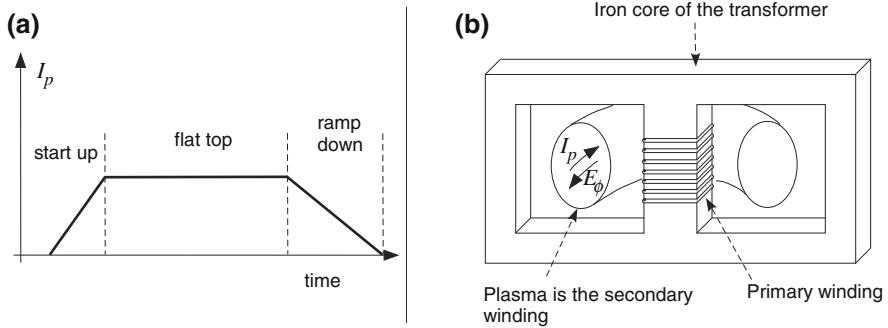 (a)
I_p
start up
flat top
ramp
down
time
(b)
Iron core of the transformer
I_p
E_ϕ
Plasma is the secondary
winding
Primary winding